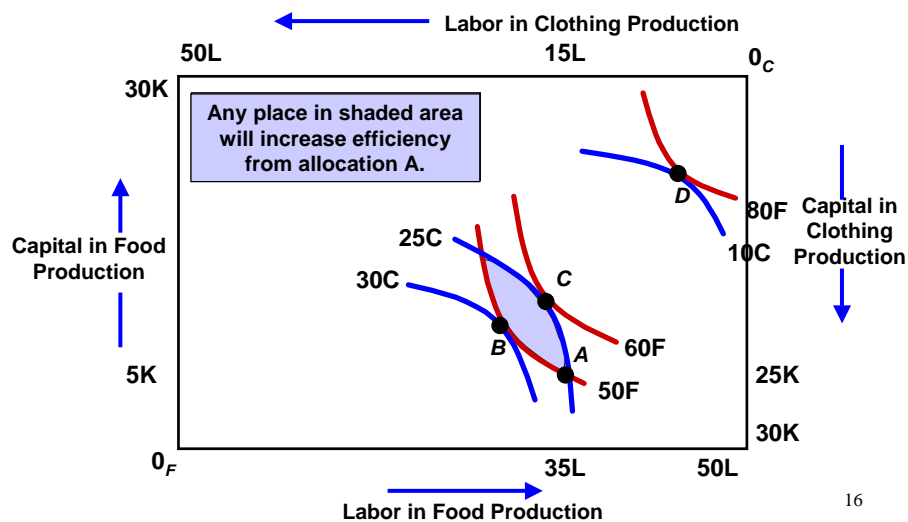 Labor in Clothing Production
50L
15L
0C
30K
Any place in shaded area
will increase efficiency
from allocation A.
D
80F
Capital in
Clothing
Production
10C
Capital in Food
Production
25C
C
30C
B
A
60F
5K
50F
25K
30K
0F
35L
50L
Labor in Food Production
16